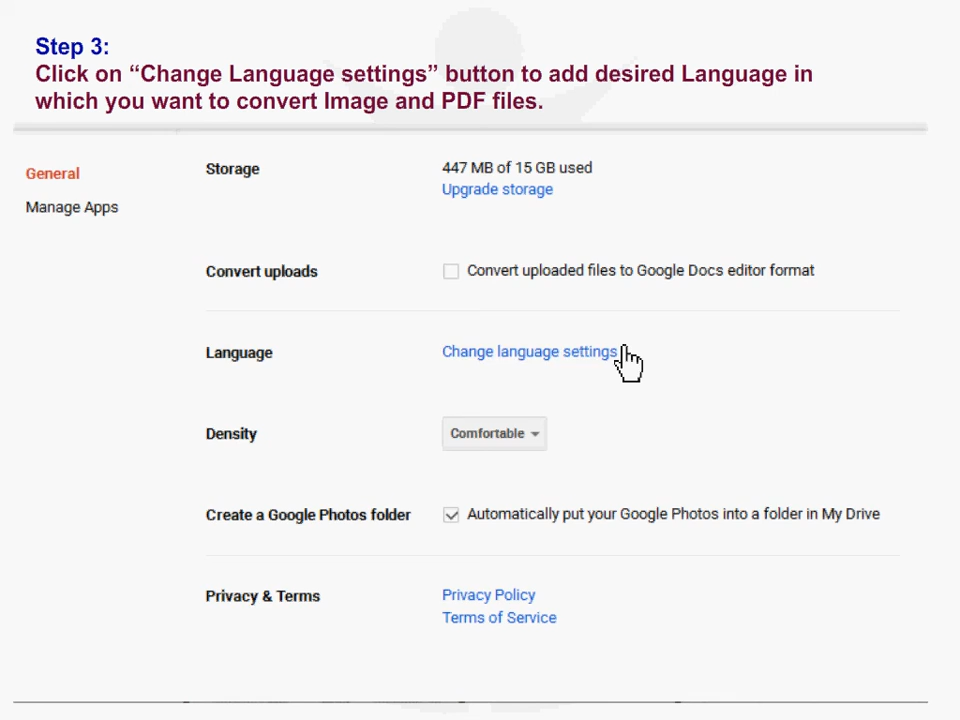 Step 3:
Click on “Change Language settings” button to add desired Language in
which you want to convert Image and PDF files.
General
Manage Apps
Storage
447 MB of 15 GB used
Upgrade storage
Convert uploads
Convert uploaded files to Google Docs editor format
Language
Change language settings
Density
Comfortable
Create a Google Photos folder
Automatically put your Google Photos into a folder in My Drive
Privacy & Terms
Privacy Policy
Terms of Service